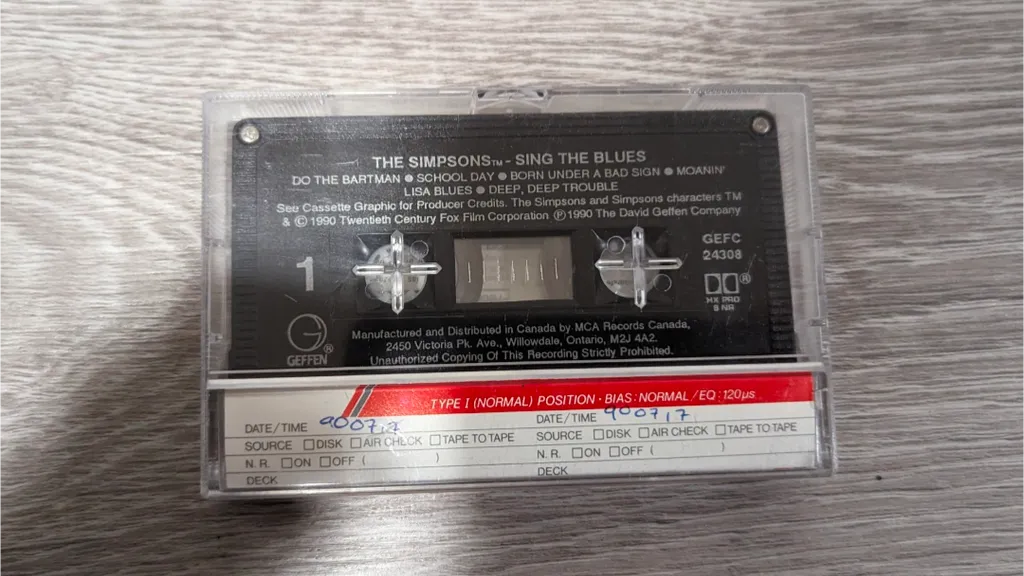 THE SIMPSONS™ - SING THE BLUES
DO THE BARTMAN ● SCHOOL DAY ● BORN UNDER A BAD SIGN ● MOANIN'
LISA BLUES ● DEEP, DEEP TROUBLE
See Cassette Graphic for Producer Credits. The Simpsons and Simpsons characters TM
& © 1990 Twentieth Century Fox Film Corporation ℗ 1990 The David Geffen Company
1
GEFC
24308
®
HX PRO
B NR
®
GEFFEN
Manufactured and Distributed in Canada by MCA Records Canada,
2450 Victoria Pk. Ave., Willowdale, Ontario, M2J 4A2.
Unauthorized Copying Of This Recording Strictly Prohibited.
TYPE I (NORMAL) POSITION · BIAS: NORMAL / EQ: 120µs
DATE/TIME 900717 DATE/TIME 900717
SOURCE □DISK □AIR CHECK □TAPE TO TAPE SOURCE □DISK □AIR CHECK □TAPE TO TAPE
N. R. □ON □OFF ( ) N. R. □ON □OFF ( )
DECK DECK